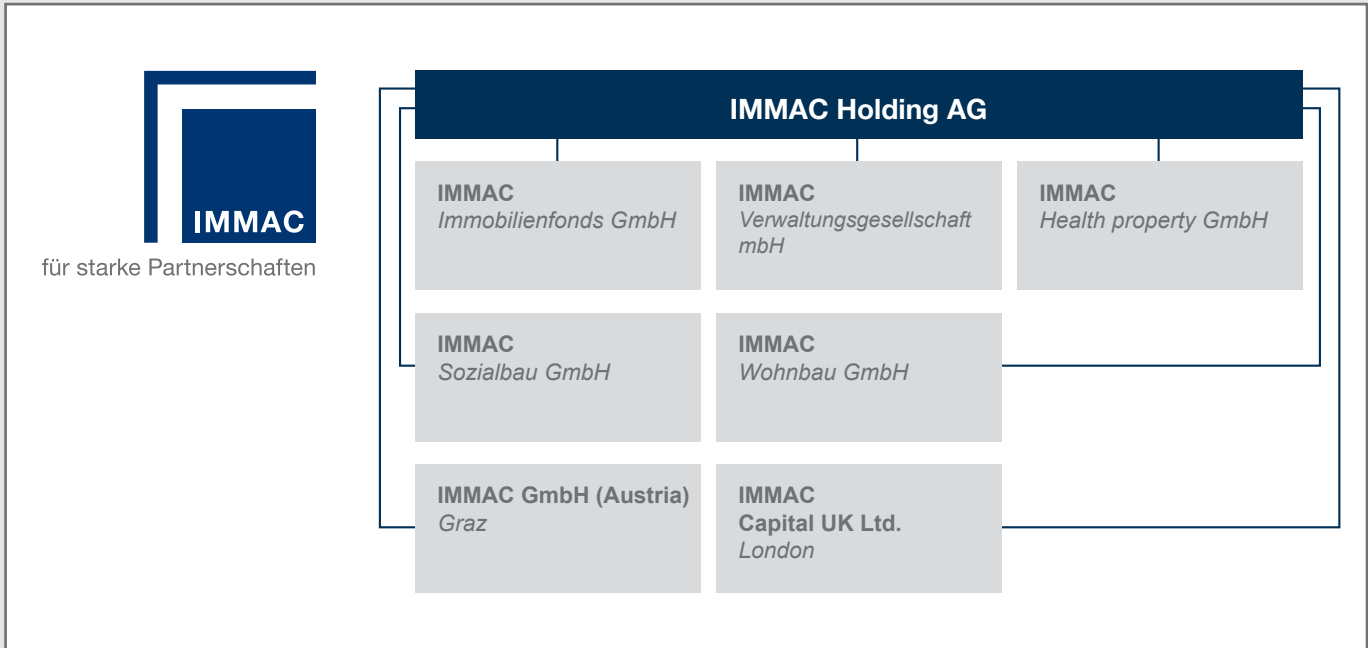 IMMAC
für starke Partnerschaften
IMMAC Holding AG
IMMAC
Immobilienfonds GmbH
IMMAC
Verwaltungsgesellschaft
mbH
IMMAC
Health property GmbH
IMMAC
Sozialbau GmbH
IMMAC
Wohnbau GmbH
IMMAC GmbH (Austria)
Graz
IMMAC
Capital UK Ltd.
London